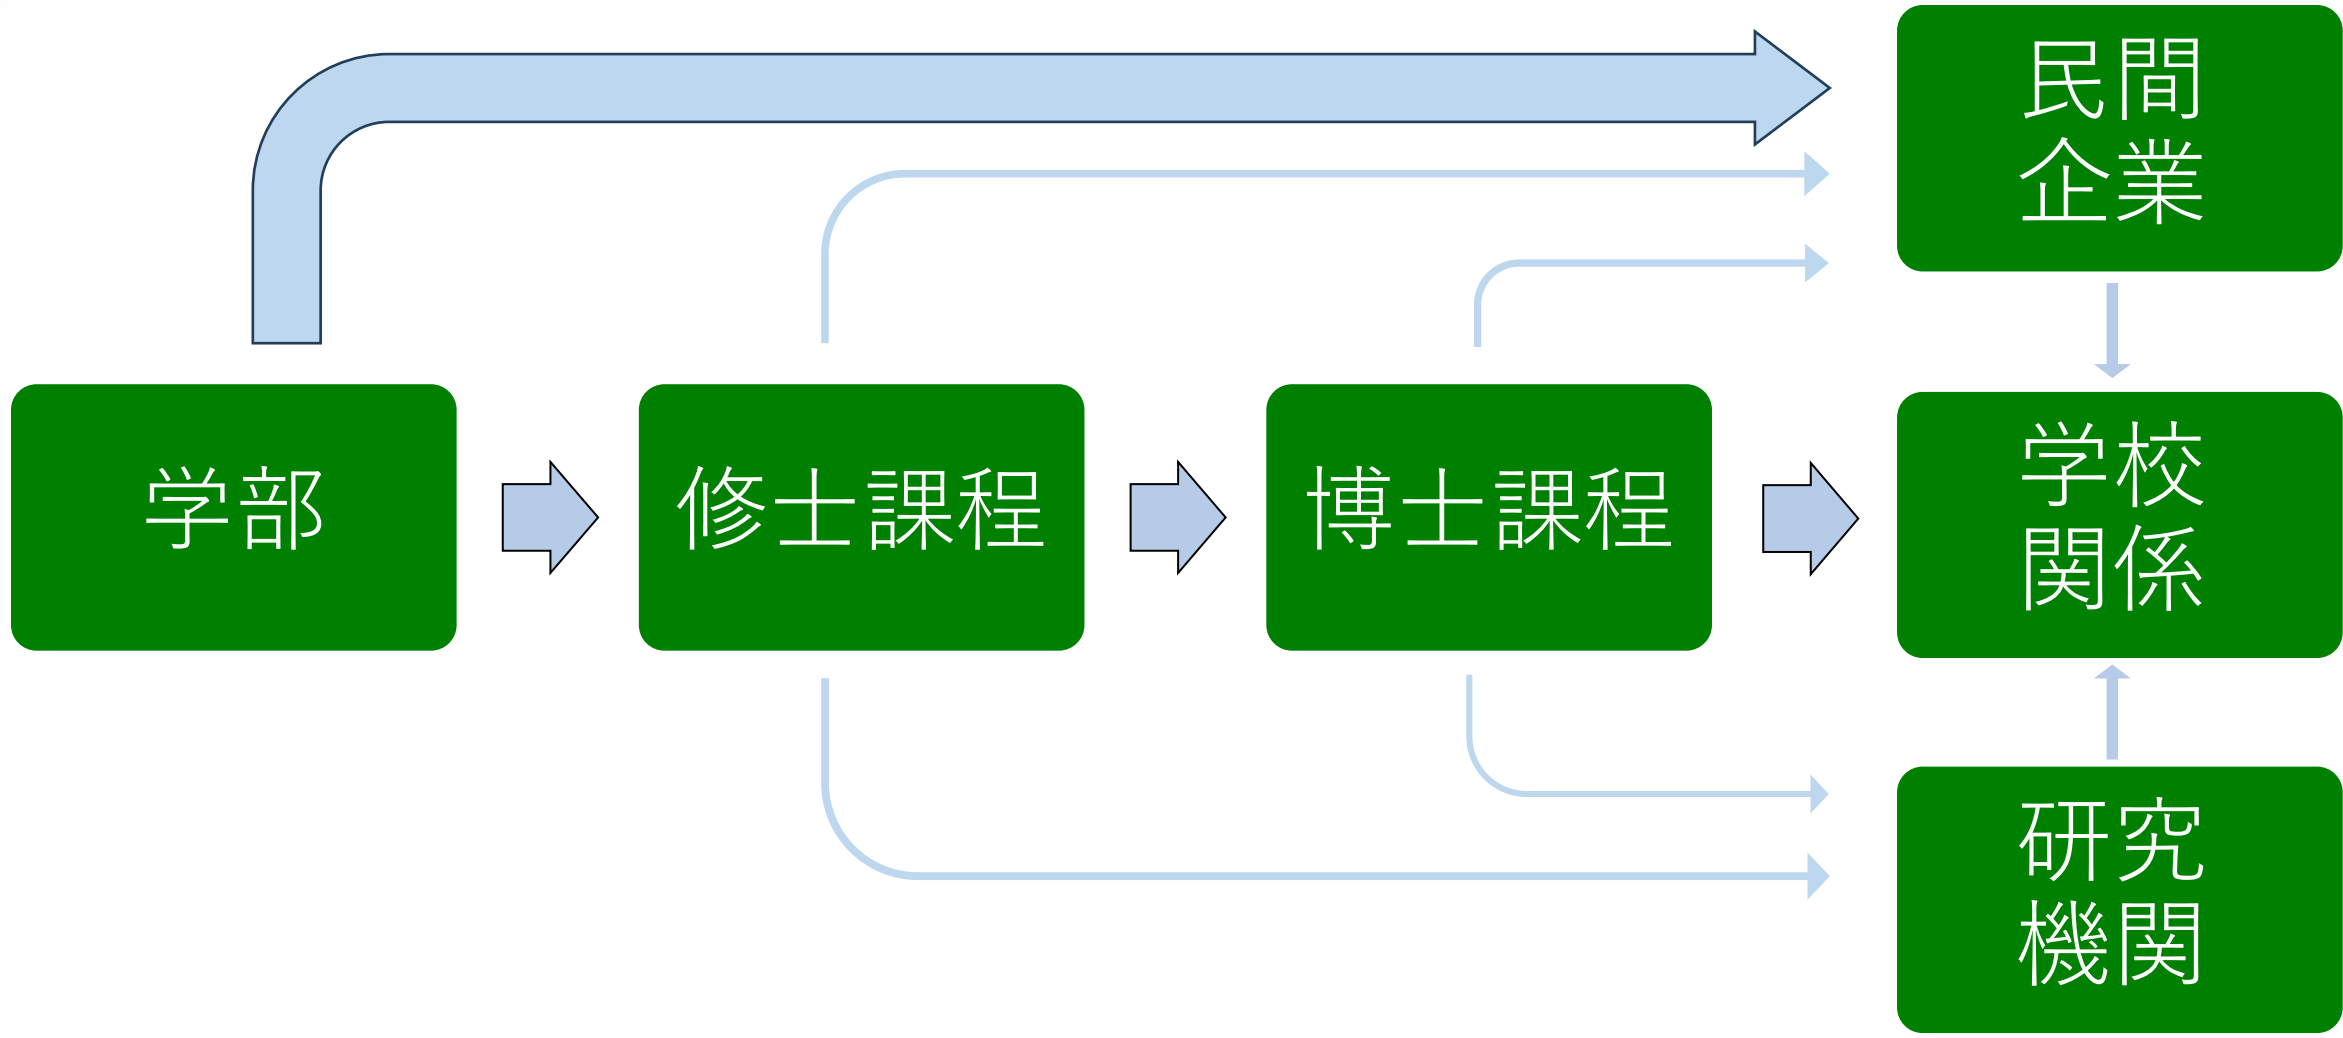 民間
企業
学部
修士課程
博士課程
学校
関係
研究
機関